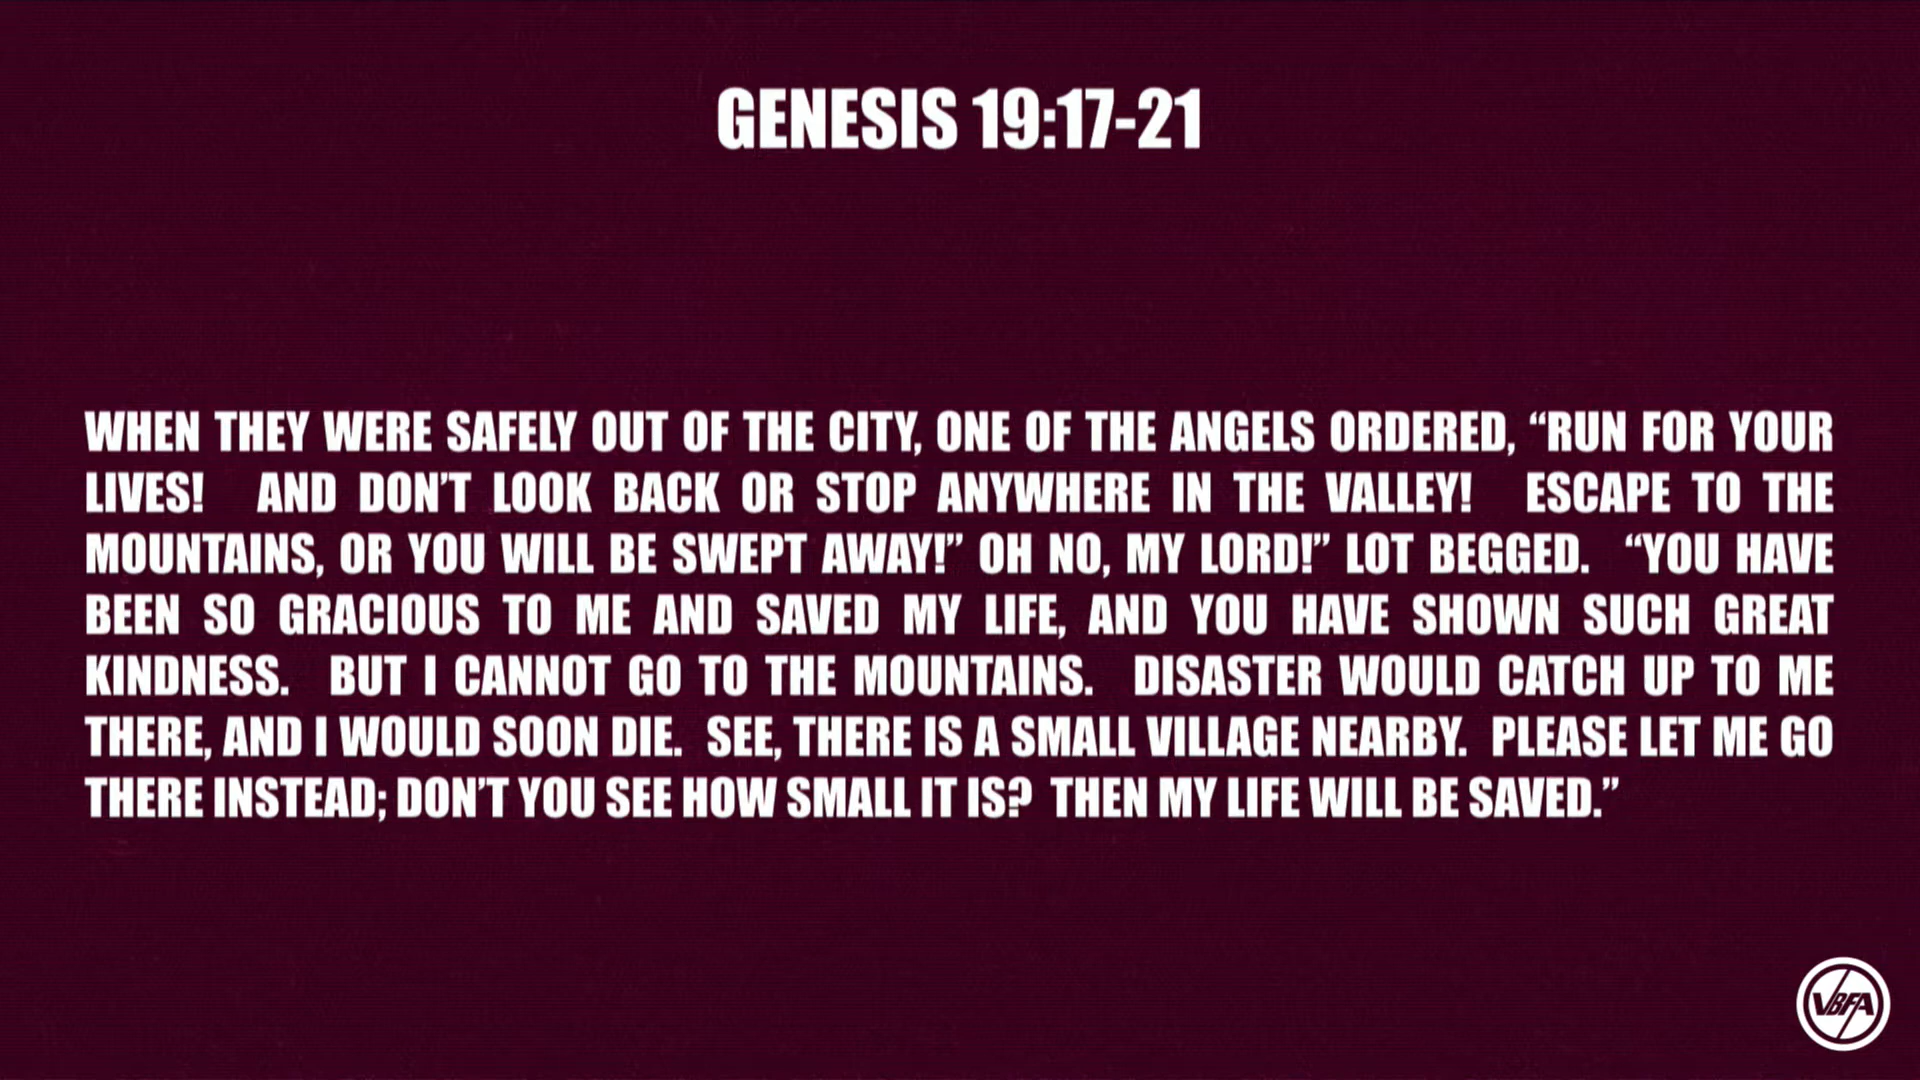 GENESIS 19:17-21
WHEN THEY WERE SAFELY OUT OF THE CITY, ONE OF THE ANGELS ORDERED, “RUN FOR YOUR
LIVES!  AND DON’T LOOK BACK OR STOP ANYWHERE IN THE VALLEY!  ESCAPE TO THE
MOUNTAINS, OR YOU WILL BE SWEPT AWAY!” OH NO, MY LORD!” LOT BEGGED.  “YOU HAVE
BEEN SO GRACIOUS TO ME AND SAVED MY LIFE, AND YOU HAVE SHOWN SUCH GREAT
KINDNESS.  BUT I CANNOT GO TO THE MOUNTAINS.  DISASTER WOULD CATCH UP TO ME
THERE, AND I WOULD SOON DIE.  SEE, THERE IS A SMALL VILLAGE NEARBY.  PLEASE LET ME GO
THERE INSTEAD; DON’T YOU SEE HOW SMALL IT IS?  THEN MY LIFE WILL BE SAVED.”
VBFA